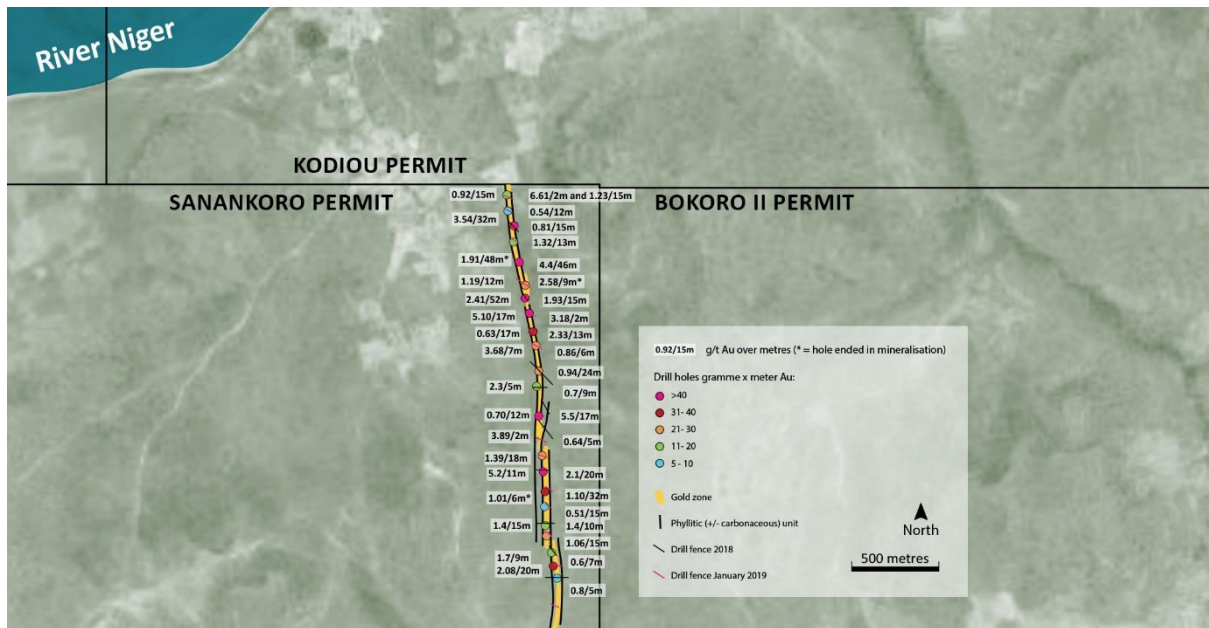 River Niger
KODIOU PERMIT
SANANKORO PERMIT
BOKORO II PERMIT
0.92/15m
6.61/2m and 1.23/15m
3.54/32m
0.54/12m
0.81/15m
1.32/13m
1.91/48m*
4.4/46m
1.19/12m
2.58/9m*
2.41/52m
1.93/15m
5.10/17m
3.18/2m
0.63/17m
2.33/13m
3.68/7m
0.86/6m
0.94/24m
2.3/5m
0.7/9m
0.70/12m
5.5/17m
3.89/2m
0.64/5m
1.39/18m
5.2/11m
2.1/20m
1.01/6m*
1.10/32m
0.51/15m
1.4/15m
1.4/10m
1.06/15m
1.7/9m
0.6/7m
2.08/20m
0.8/5m
0.92/15m g/t Au over metres (* = hole ended in mineralisation)
Drill holes gramme x meter Au:
>40
31- 40
21 - 30
11 - 20
5 - 10
Gold zone
Phyllitic (+/- carbonaceous) unit
Drill fence 2018
Drill fence January 2019
North
500 metres